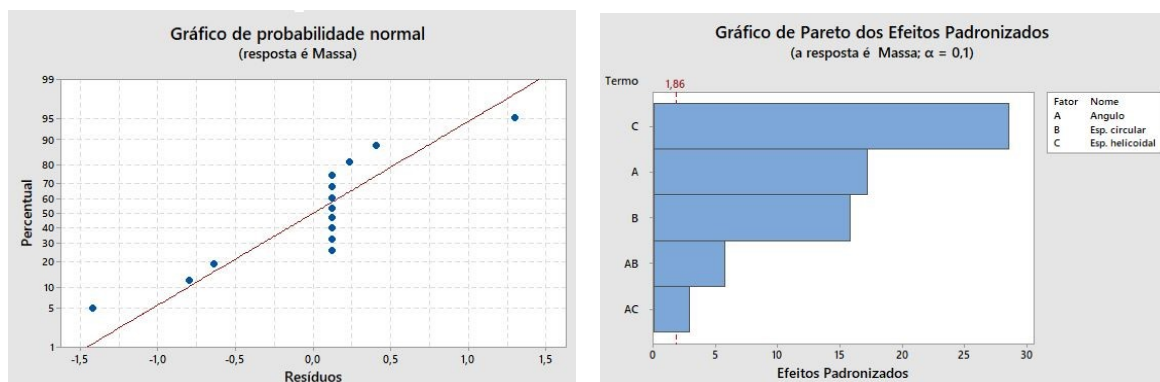 Gráfico de probabilidade normal
(resposta é Massa)
99
95
90
80
70
60
50
40
30
20
10
5
1
Percentual
-1,5 -1,0 -0,5 0,0 0,5 1,0 1,5
Resíduos
Gráfico de Pareto dos Efeitos Padronizados
(a resposta é Massa; α = 0,1)
Termo
1,86
C
A
B
AB
AC
0 5 10 15 20 25 30
Efeitos Padronizados
Fator Nome
A Angulo
B Esp. circular
C Esp. helicoídal